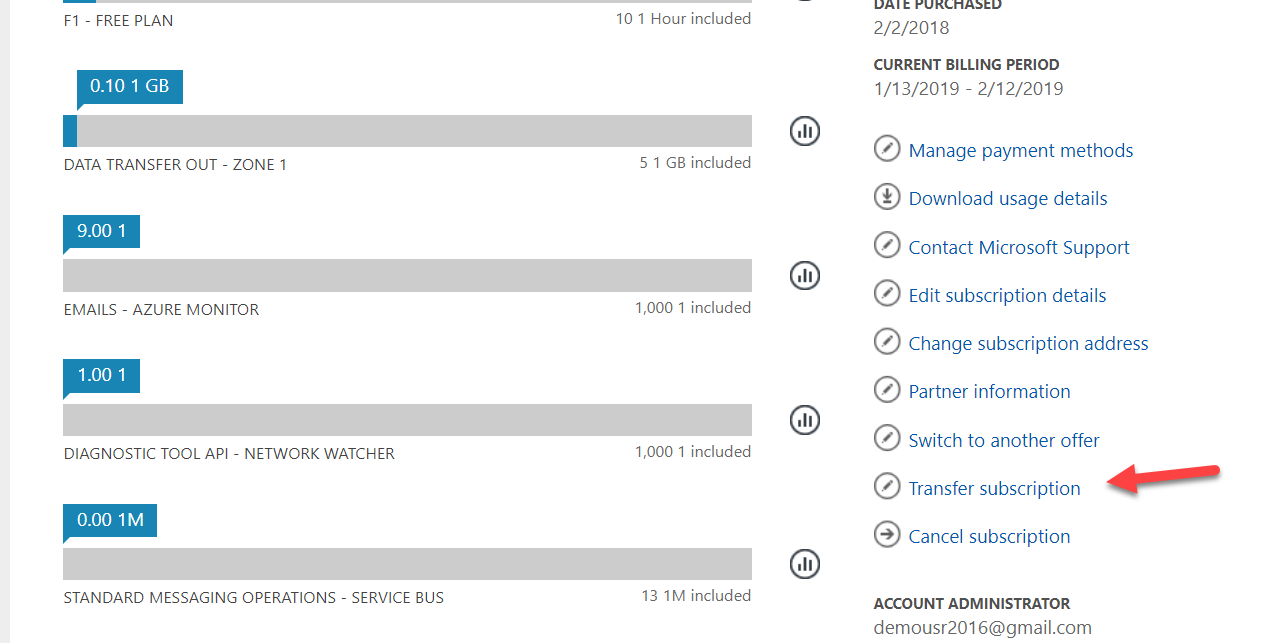 F1 - FREE PLAN
10 1 Hour included
0.10 1 GB
DATA TRANSFER OUT - ZONE 1
5 1 GB included
9.00 1
EMAILS - AZURE MONITOR
1,000 1 included
1.00 1
DIAGNOSTIC TOOL API - NETWORK WATCHER
1,000 1 included
0.00 1M
STANDARD MESSAGING OPERATIONS - SERVICE BUS
13 1M included
DATE PURCHASED
2/2/2018
CURRENT BILLING PERIOD
1/13/2019 - 2/12/2019
Manage payment methods
Download usage details
Contact Microsoft Support
Edit subscription details
Change subscription address
Partner information
Switch to another offer
Transfer subscription
Cancel subscription
ACCOUNT ADMINISTRATOR
demousr2016@gmail.com